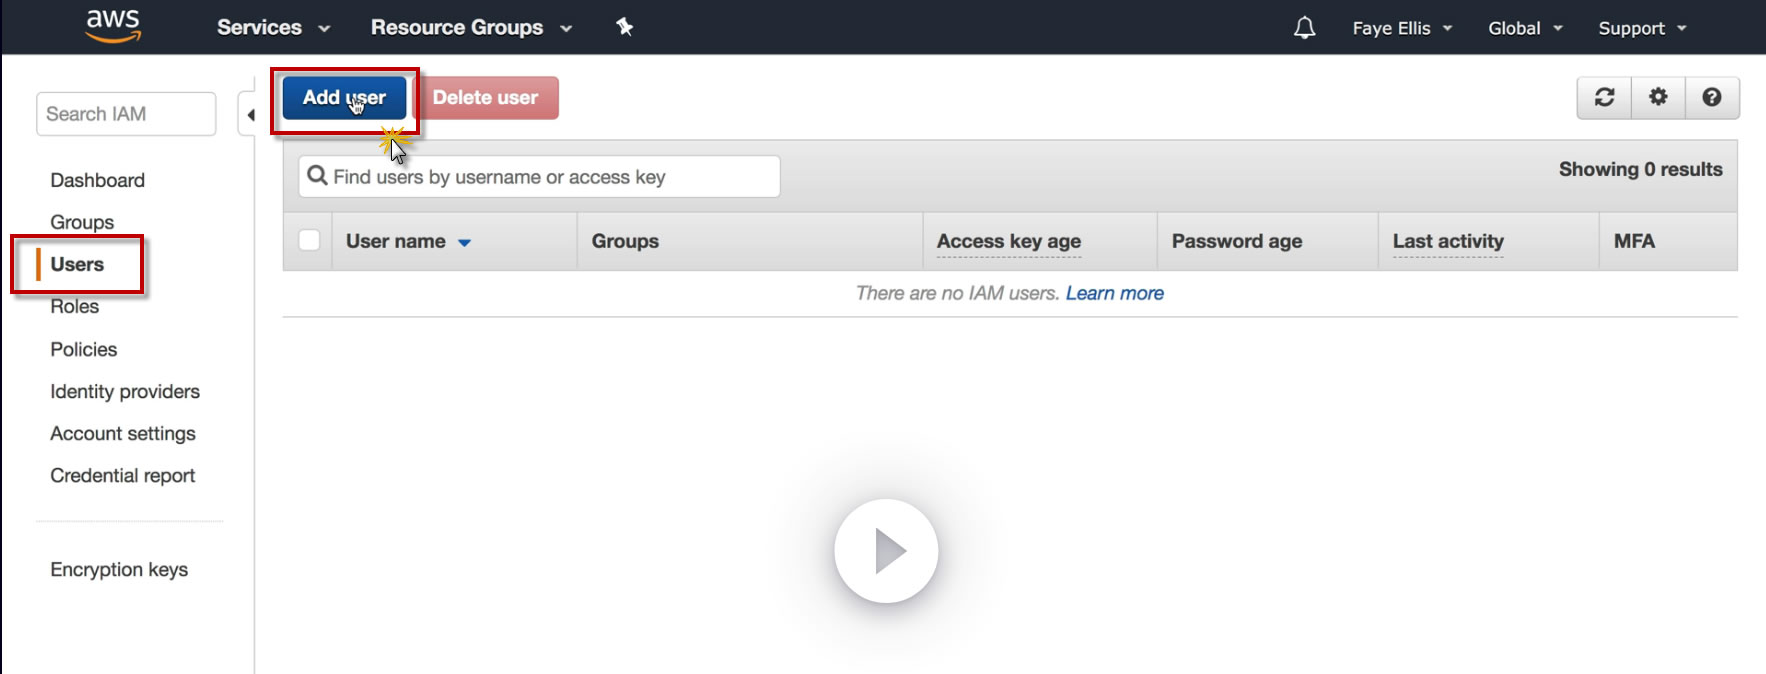 aws Services Resource Groups Faye Ellis Global Support
Search IAM
Dashboard
Groups
Users
Roles
Policies
Identity providers
Account settings
Credential report
Encryption keys
Add user Delete user
Find users by username or access key
Showing 0 results
User name Groups Access key age Password age Last activity MFA
There are no IAM users. Learn more